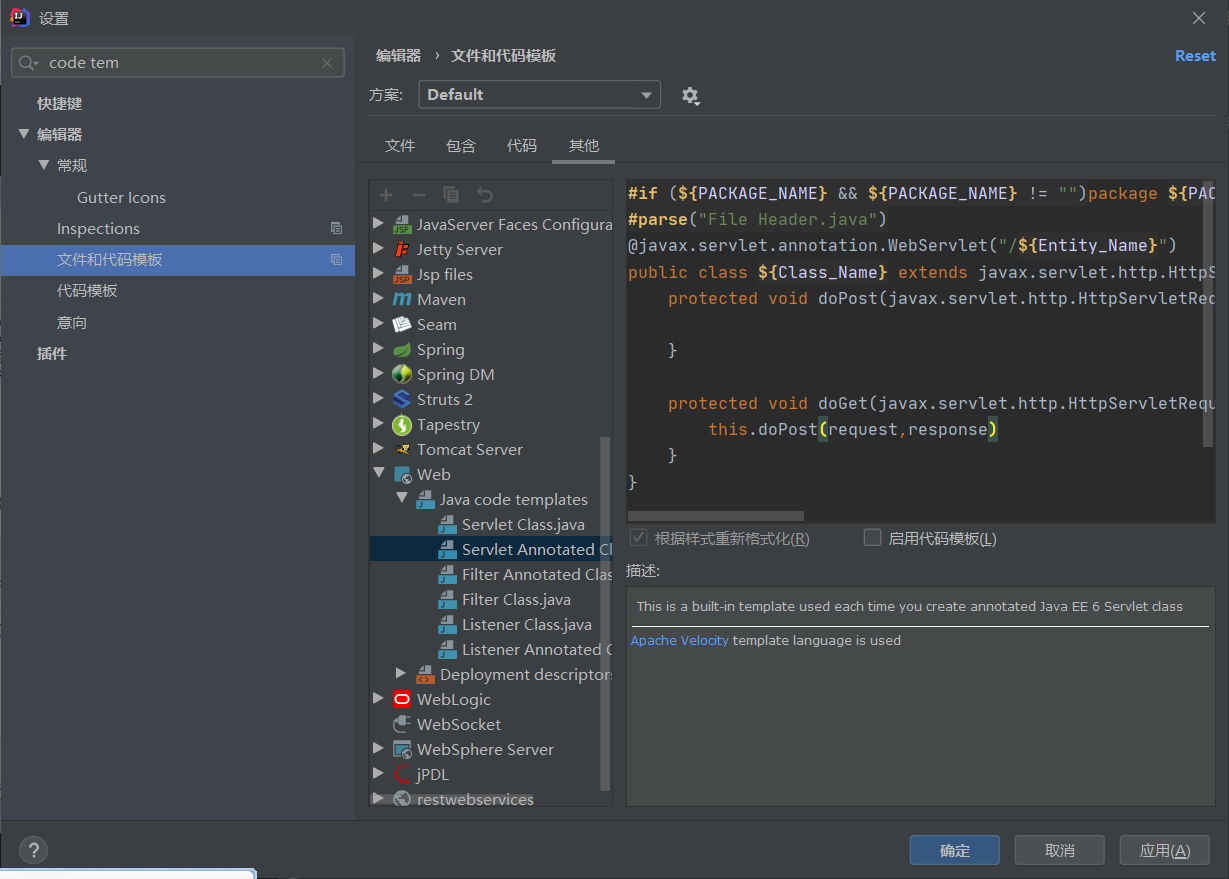 设置
code tem
快捷键
编辑器
常规
Gutter Icons
Inspections
文件和代码模板
代码模板
意向
插件
编辑器 › 文件和代码模板
Reset
方案:
Default
文件 包含 代码 其他
JavaServer Faces Configura
Jetty Server
Jsp files
Maven
Seam
Spring
Spring DM
Struts 2
Tapestry
Tomcat Server
Web
Java code templates
Servlet Class.java
Servlet Annotated Cl
Filter Annotated Clas
Filter Class.java
Listener Class.java
Listener Annotated C
Deployment descriptors
WebLogic
WebSocket
WebSphere Server
jPDL
restwebservices
#if (${PACKAGE_NAME} && ${PACKAGE_NAME} != "")package ${PAC
#parse("File Header.java")
@javax.servlet.annotation.WebServlet("/${Entity_Name}")
public class ${Class_Name} extends javax.servlet.http.HttpS
protected void doPost(javax.servlet.http.HttpServletReq
}
protected void doGet(javax.servlet.http.HttpServletRequ
this.doPost(request,response)
}
}
根据样式重新格式化(R)
启用代码模板(L)
描述:
This is a built-in template used each time you create annotated Java EE 6 Servlet class
Apache Velocity template language is used
?
确定
取消
应用(A)